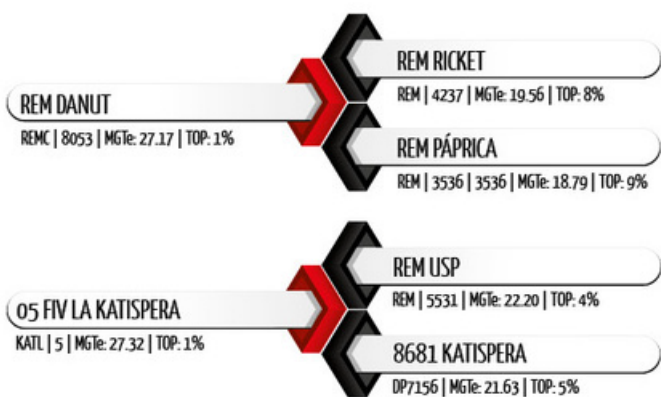 REM RICKET
REM | 4237 | MGTe: 19.56 | TOP: 8%
REM DANUT
REMC | 8053 | MGTe: 27.17 | TOP: 1%
REM PÁPRICA
REM | 3536 | 3536 | MGTe: 18.79 | TOP: 9%
REM USP
REM | 5531 | MGTe: 22.20 | TOP: 4%
05 FIV LA KATISPERA
KATL | 5 | MGTe: 27.32 | TOP: 1%
8681 KATISPERA
DP7156 | MGTe: 21.63 | TOP: 5%